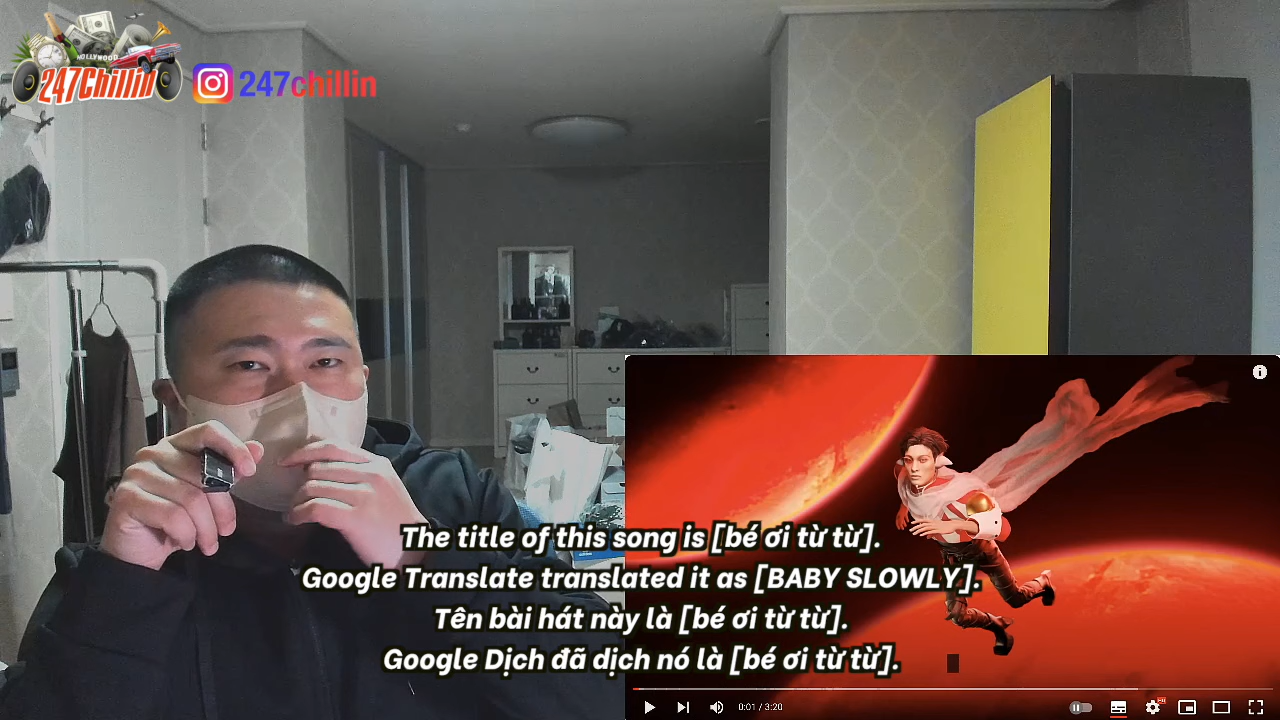 HOLLYWOOD
247Chillin
247chillin
The title of this song is [bé ơi từ từ].
Google Translate translated it as [BABY SLOWLY].
Tên bài hát này là [bé ơi từ từ].
Google Dịch đã dịch nó là [bé ơi từ từ].
0:01 / 3:20